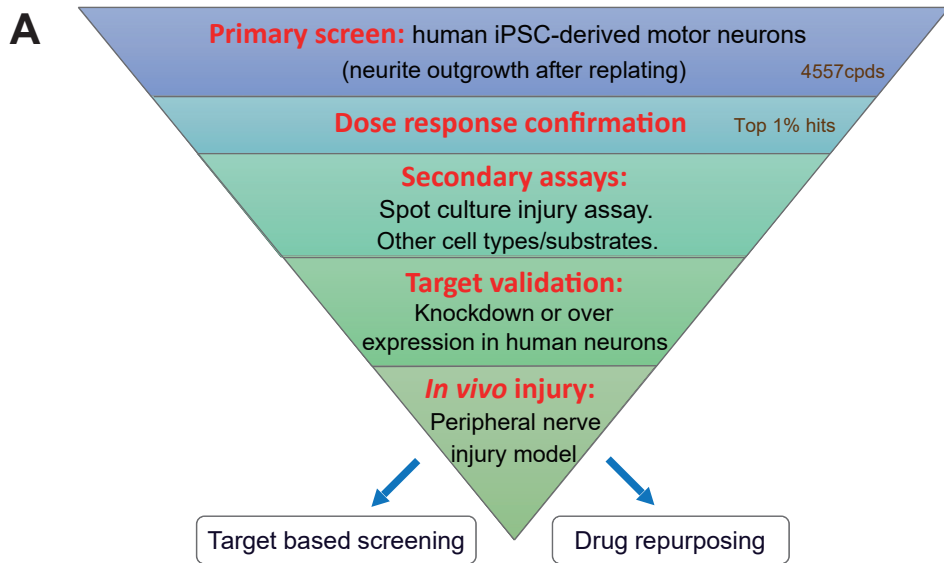 A
Primary screen: human iPSC-derived motor neurons
(neurite outgrowth after replating)
4557cpds
Dose response confirmation
Top 1% hits
Secondary assays:
Spot culture injury assay.
Other cell types/substrates.
Target validation:
Knockdown or over
expression in human neurons
In vivo injury:
Peripheral nerve
injury model
Target based screening
Drug repurposing